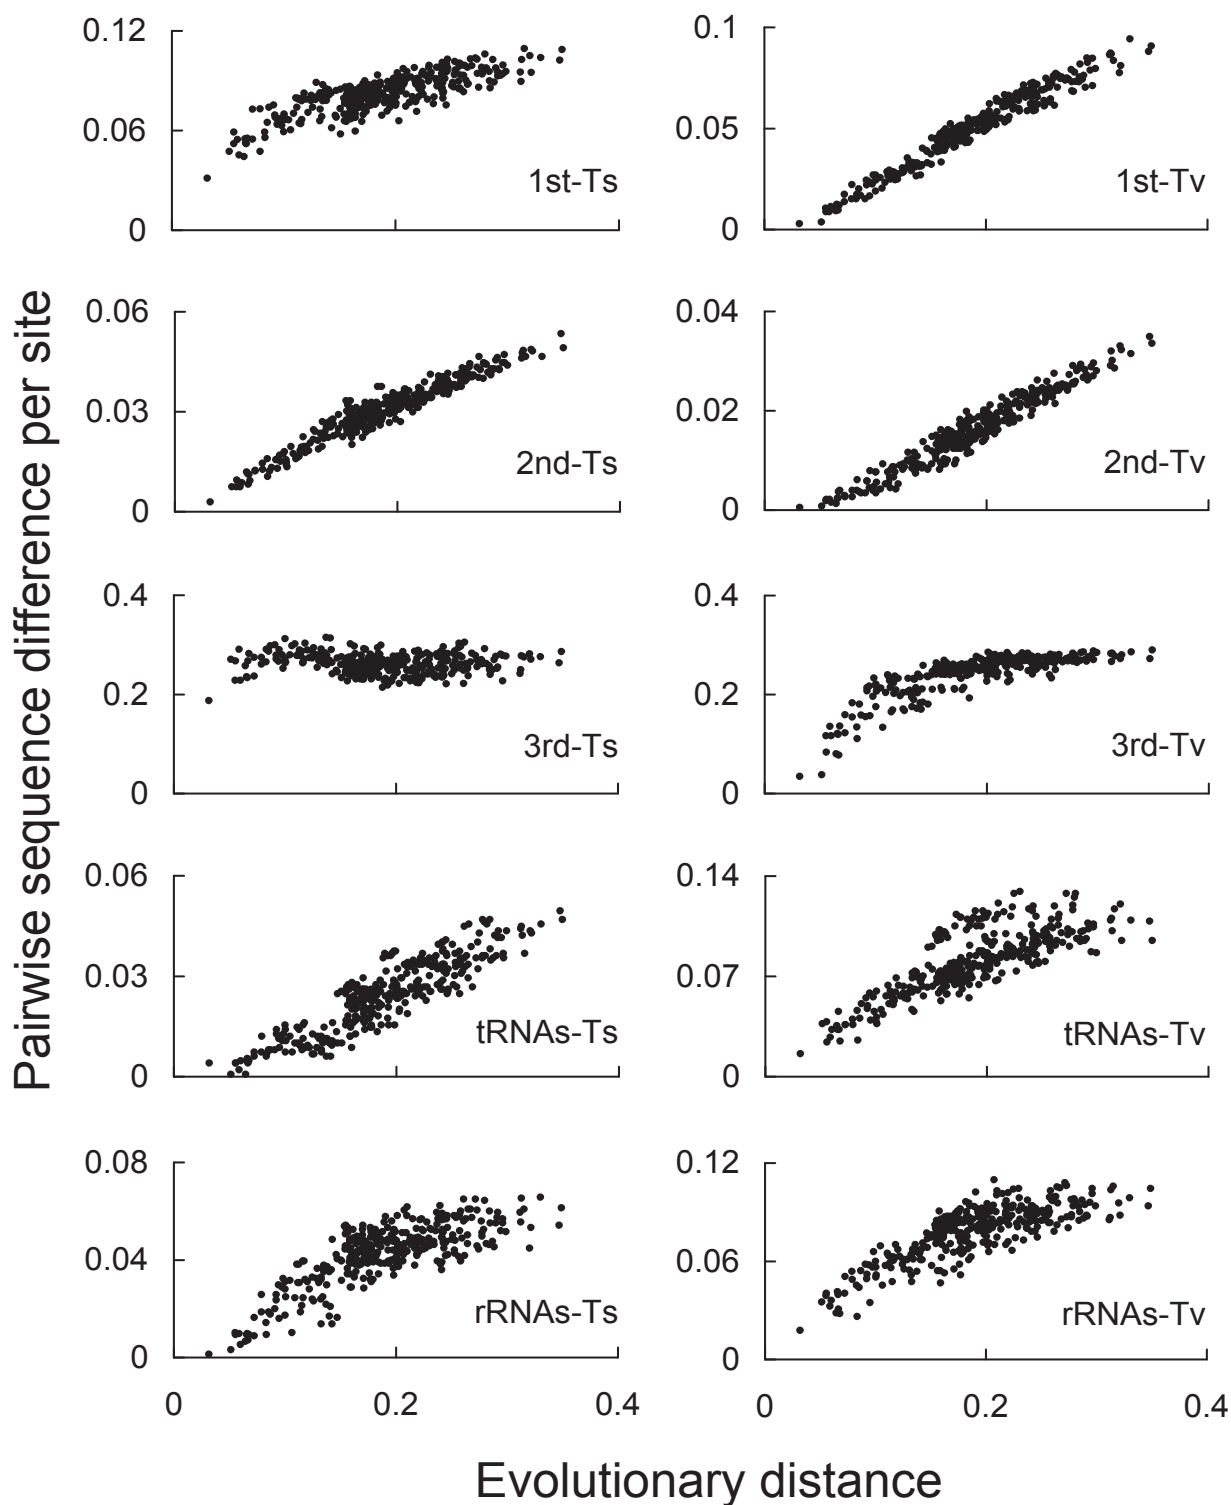 Pairwise sequence difference per site
0.12
0.06
0
1st-Ts
0.1
0.05
0
1st-Tv
0.06
0.03
0
2nd-Ts
0.04
0.02
0
2nd-Tv
0.4
0.2
0
3rd-Ts
0.4
0.2
0
3rd-Tv
0.06
0.03
0
tRNAs-Ts
0.14
0.07
0
tRNAs-Tv
0.08
0.04
0
rRNAs-Ts
0 0.2 0.4
0.12
0.06
0
rRNAs-Tv
0 0.2 0.4
Evolutionary distance